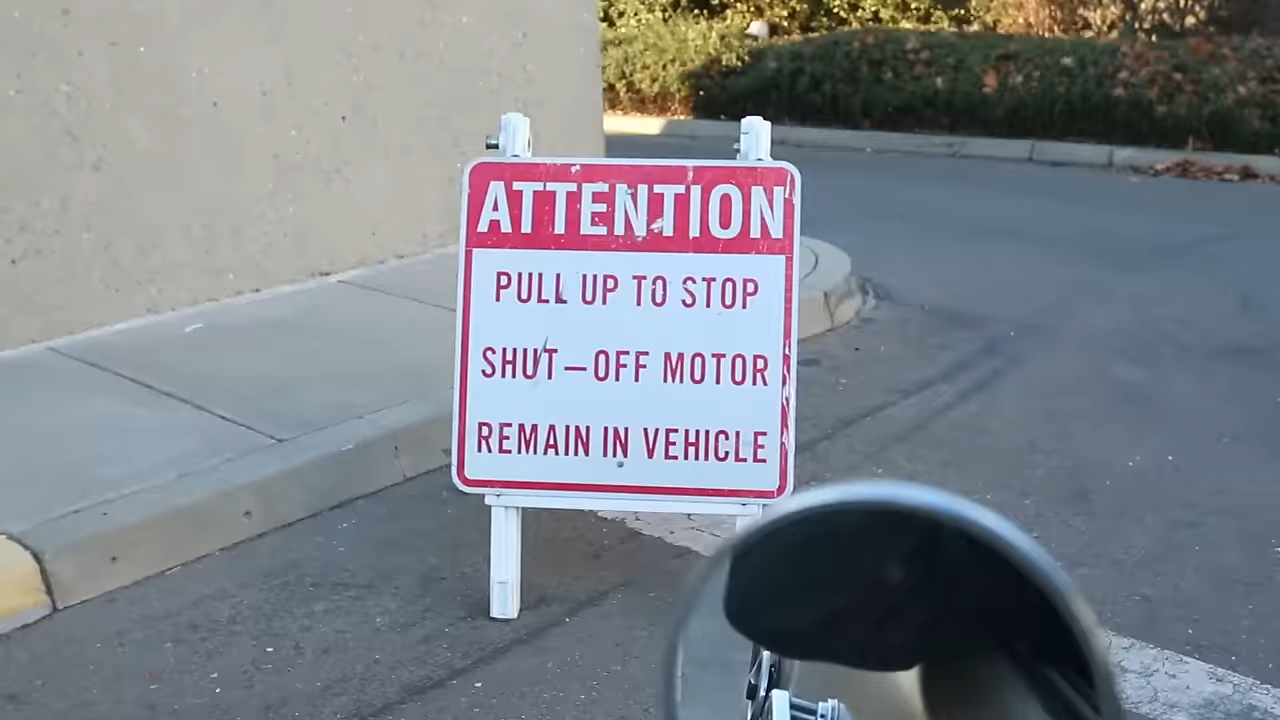 ATTENTION
PULL UP TO STOP
SHUT-OFF MOTOR
REMAIN IN VEHICLE